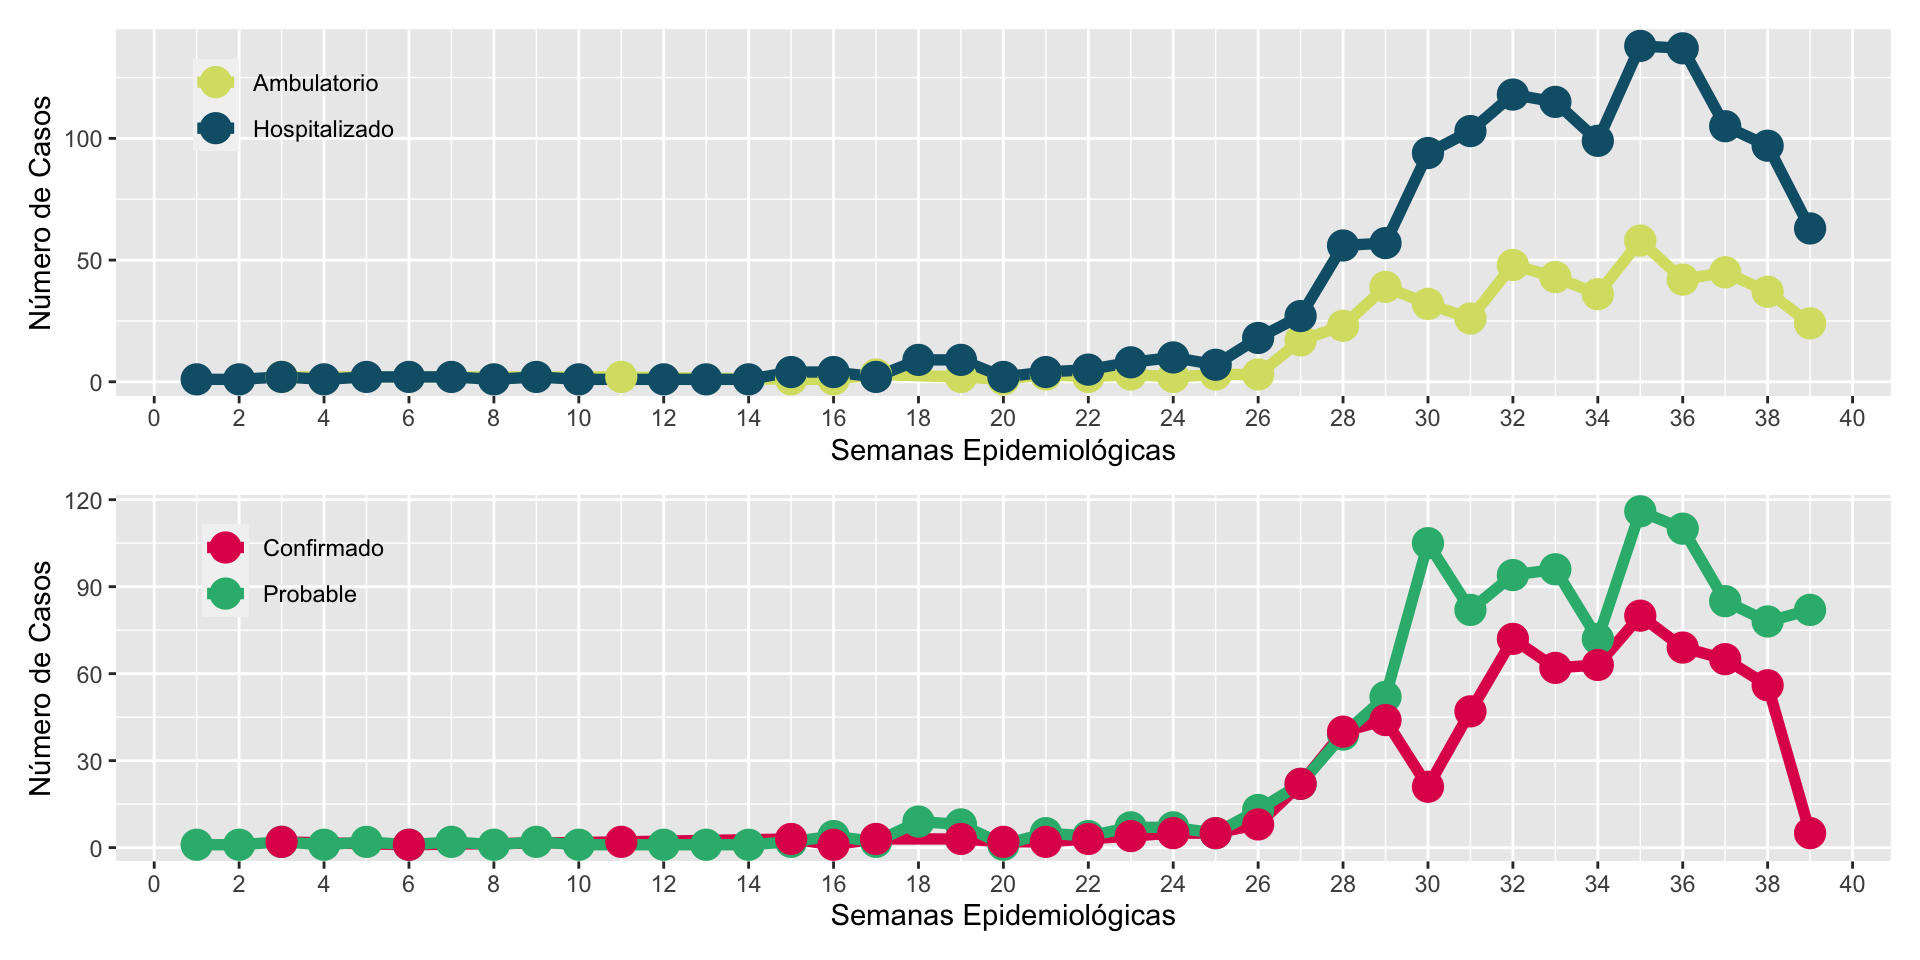 Número de Casos
Ambulatorio
Hospitalizado
100
50
0
0 2 4 6 8 10 12 14 16 18 20 22 24 26 28 30 32 34 36 38 40
Semanas Epidemiológicas
Número de Casos
Confirmado
Probable
120
90
60
30
0
0 2 4 6 8 10 12 14 16 18 20 22 24 26 28 30 32 34 36 38 40
Semanas Epidemiológicas